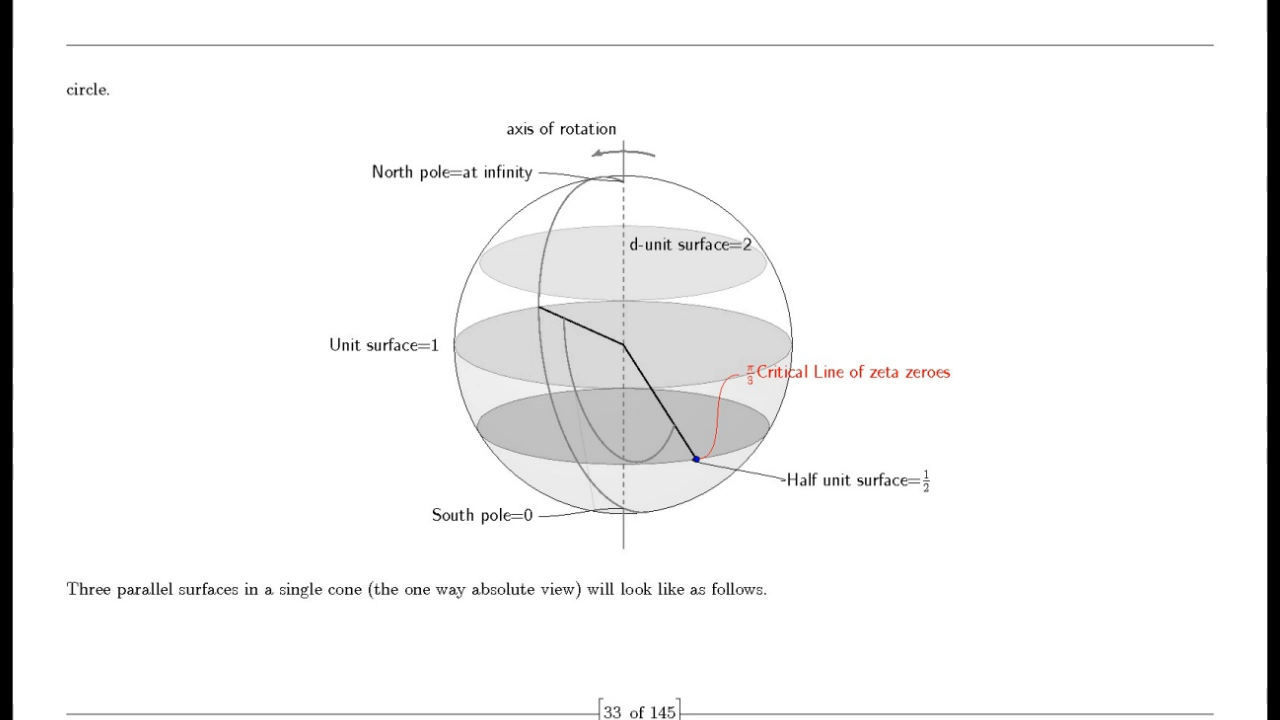 circle.
axis of rotation
North pole=at infinity
d-unit surface=2
Unit surface=1
π/3 Critical Line of zeta zeroes
Half unit surface=1/2
South pole=0
Three parallel surfaces in a single cone (the one way absolute view) will look like as follows.
[33 of 145]